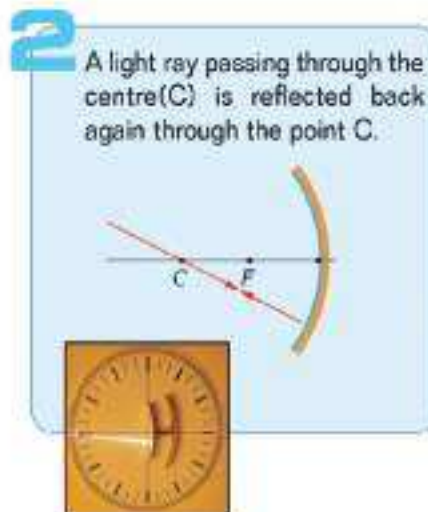 2
A light ray passing through the
centre(C) is reflected back
again through the point C.
C F